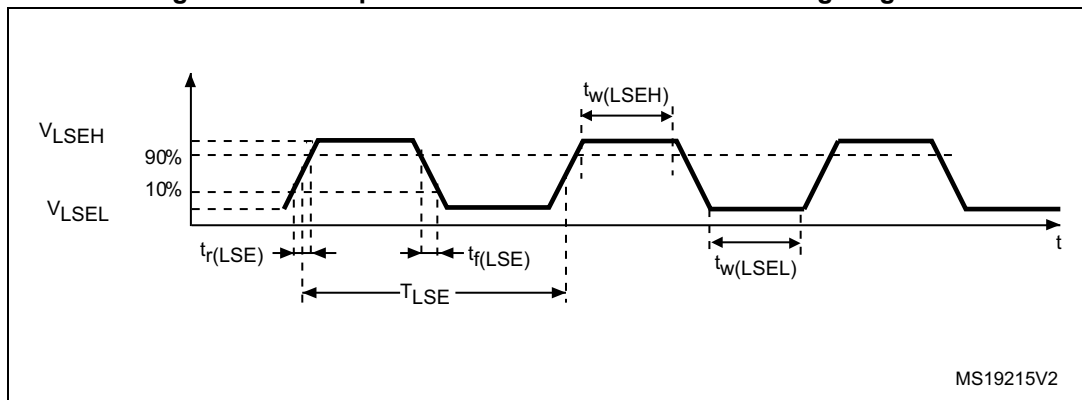 V_LSEH
90%
10%
V_LSEL
t_r(LSE)
t_f(LSE)
T_LSE
t_w(LSEH)
t_w(LSEL)
t
MS19215V2